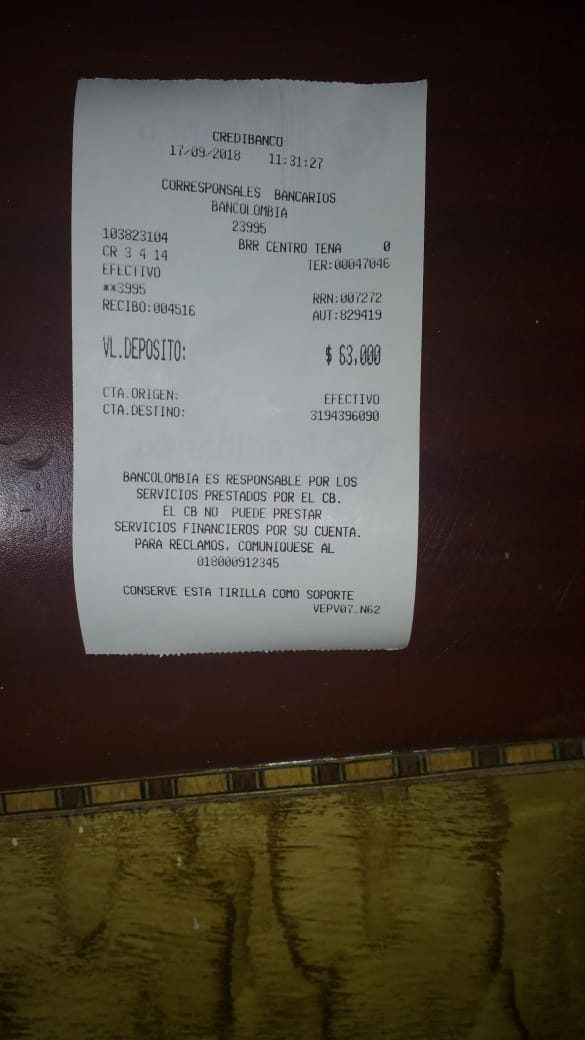 CREDIBANCO
17/09/2018 11:31:27
CORRESPONSALES BANCARIOS
BANCOLOMBIA
23995
103823104 BRR CENTRO TENA 0
CR 3 4 14 TER:00047046
EFECTIVO
**3995 RRN:007272
RECIBO:004516 AUT:829419
VL.DEPOSITO: $ 63,000
CTA.ORIGEN: EFECTIVO
CTA.DESTINO: 3194396090
BANCOLOMBIA ES RESPONSABLE POR LOS
SERVICIOS PRESTADOS POR EL CB.
EL CB NO PUEDE PRESTAR
SERVICIOS FINANCIEROS POR SU CUENTA.
PARA RECLAMOS, COMUNIQUESE AL
018000912345
CONSERVE ESTA TIRILLA COMO SOPORTE
VEPV07_N62